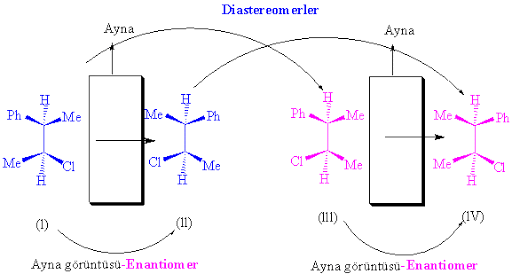 Diastereomerler
Ayna
Ayna
H
Ph
Me
Me
Cl
H
(I)
H
Me
Ph
Cl
Me
H
(II)
H
Ph
Me
Cl
Me
H
(III)
H
Me
Ph
Me
Cl
H
(IV)
Ayna görüntüsü-Enantiomer
Ayna görüntüsü-Enantiomer